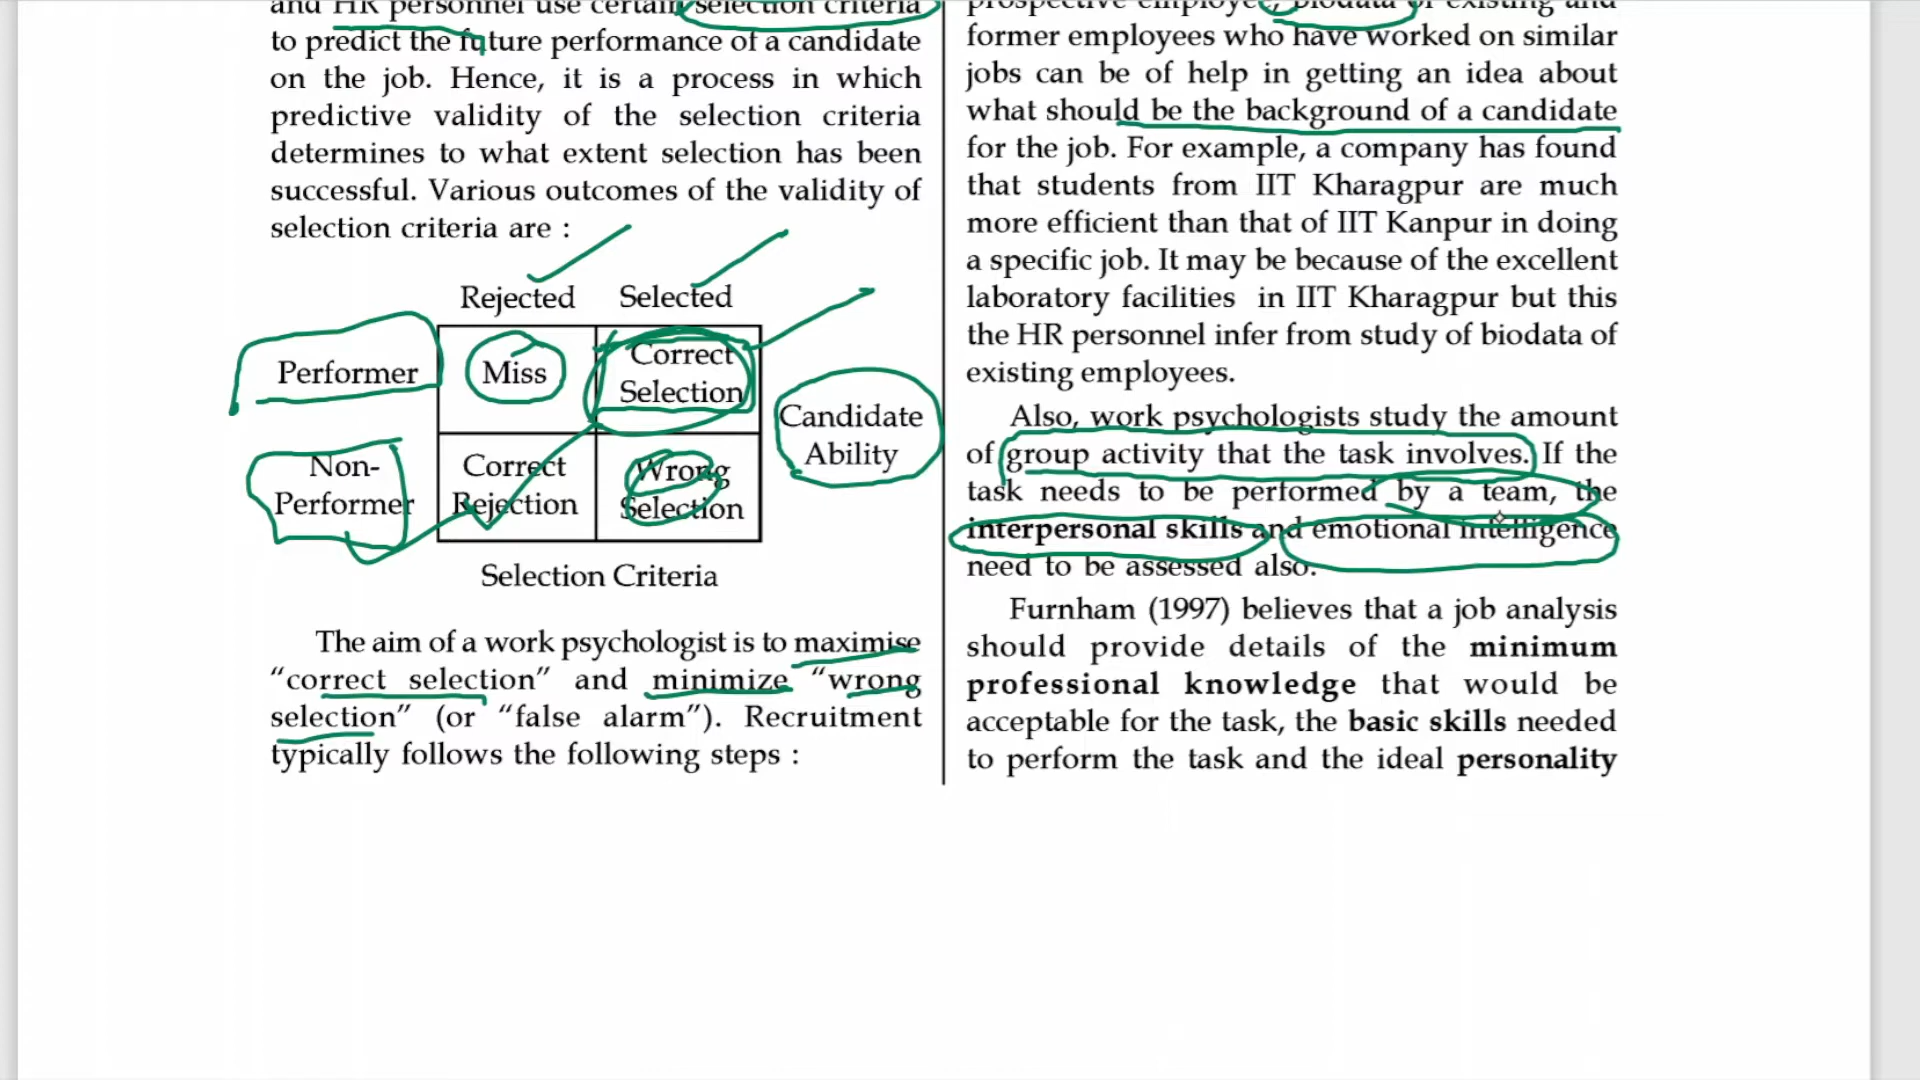 and HR personnel use certain selection criteria
to predict the future performance of a candidate
on the job. Hence, it is a process in which
predictive validity of the selection criteria
determines to what extent selection has been
successful. Various outcomes of the validity of
selection criteria are :
Rejected Selected
Performer
Miss
Correct
Selection
Non-
Performer
Correct
Rejection
Wrong
Selection
Candidate
Ability
Selection Criteria
The aim of a work psychologist is to maximise
“correct selection” and minimize “wrong
selection” (or “false alarm”). Recruitment
typically follows the following steps :
prospective employee, biodata of existing and
former employees who have worked on similar
jobs can be of help in getting an idea about
what should be the background of a candidate
for the job. For example, a company has found
that students from IIT Kharagpur are much
more efficient than that of IIT Kanpur in doing
a specific job. It may be because of the excellent
laboratory facilities in IIT Kharagpur but this
the HR personnel infer from study of biodata of
existing employees.
Also, work psychologists study the amount
of group activity that the task involves. If the
task needs to be performed by a team, the
interpersonal skills and emotional intelligence
need to be assessed also.
Furnham (1997) believes that a job analysis
should provide details of the minimum
professional knowledge that would be
acceptable for the task, the basic skills needed
to perform the task and the ideal personality